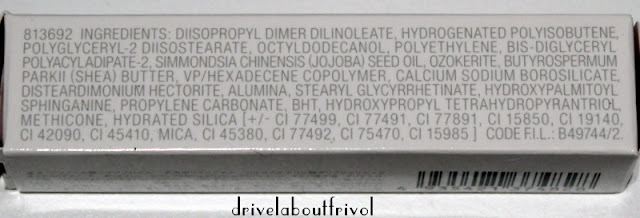 813692 INGREDIENTS: DIISOPROPYL DIMER DILINOLEATE, HYDROGENATED POLYISOBUTENE,
POLYGLYCERYL-2 DIISOSTEARATE, OCTYLDODECANOL, POLYETHYLENE, BIS-DIGLYCERYL
POLYACYLADIPATE-2, SIMMONDSIA CHINENSIS (JOJOBA) SEED OIL, OZOKERITE, BUTYROSPERMUM
PARKII (SHEA) BUTTER, VP/HEXADECENE COPOLYMER, CALCIUM SODIUM BOROSILICATE,
DISTEARDIMONIUM HECTORITE, ALUMINA, STEARYL GLYCYRRHETINATE, HYDROXYPALMITOYL
SPHINGANINE, PROPYLENE CARBONATE, BHT, HYDROXYPROPYL TETRAHYDROPYRANTRIOL,
METHICONE, HYDRATED SILICA [+/- CI 77499, CI 77491, CI 77891, CI 15850, CI 19140,
CI 42090, CI 45410, MICA, CI 45380, CI 77492, CI 75470, CI 15985 ] CODE F.I.L.: B49744/2.
drivelaboutfrivol